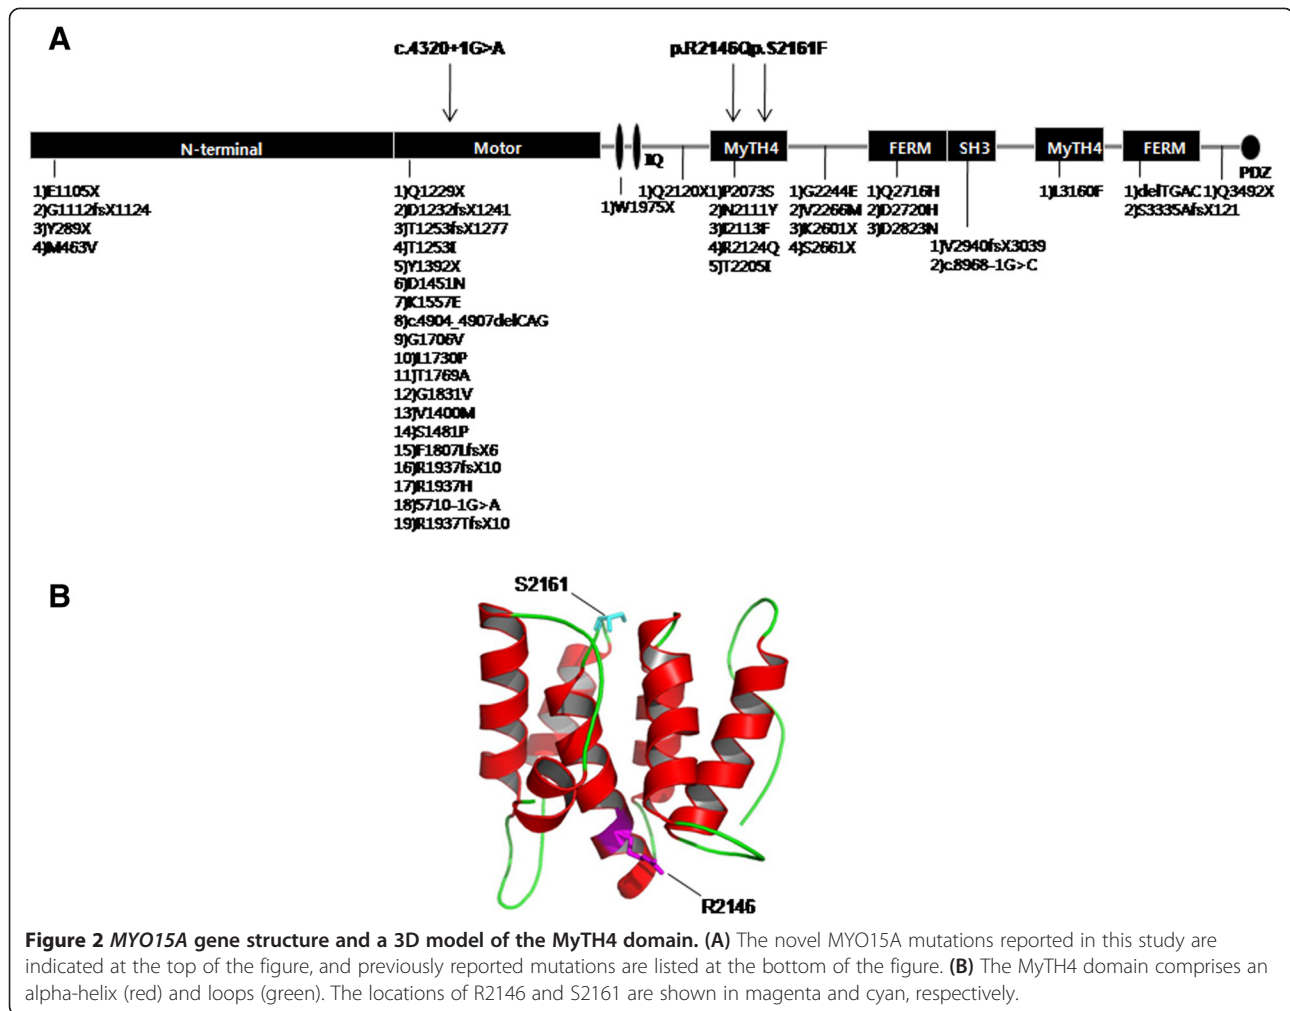 A
c.4320+1G>A
p.R2146Qp.S2161F
N-terminal
Motor
IQ
MyTH4
FERM
SH3
MyTH4
FERM
PDZ
1)E1105X
2)G1112fsX1124
3)Y289X
4)M463V
1)Q1229X
2)D1232fsX1241
3)T1253fsX1277
4)T1253I
5)Y1392X
6)D1451N
7)K1557E
8)c.4904_4907delCAG
9)G1706V
10)L1730P
11)T1769A
12)G1831V
13)V1400M
14)S1481P
15)F1807LfsX6
16)R1937fsX10
17)R1937H
18)5710-1G>A
19)R1937TfsX10
1)W1975X
1)Q2120X
1)P2073S
2)N2111Y
3)I2113F
4)R2124Q
5)T2205I
1)G2244E
2)V2266M
3)K2601X
4)S2661X
1)Q2716H
2)D2720H
3)D2823N
1)V2940fsX3039
2)c.8968-1G>C
1)L3160F
1)delTGAC
2)S3335AfsX121
1)Q3492X
B
S2161
R2146
Figure 2 MYO15A gene structure and a 3D model of the MyTH4 domain. (A) The novel MYO15A mutations reported in this study are
indicated at the top of the figure, and previously reported mutations are listed at the bottom of the figure. (B) The MyTH4 domain comprises an
alpha-helix (red) and loops (green). The locations of R2146 and S2161 are shown in magenta and cyan, respectively.